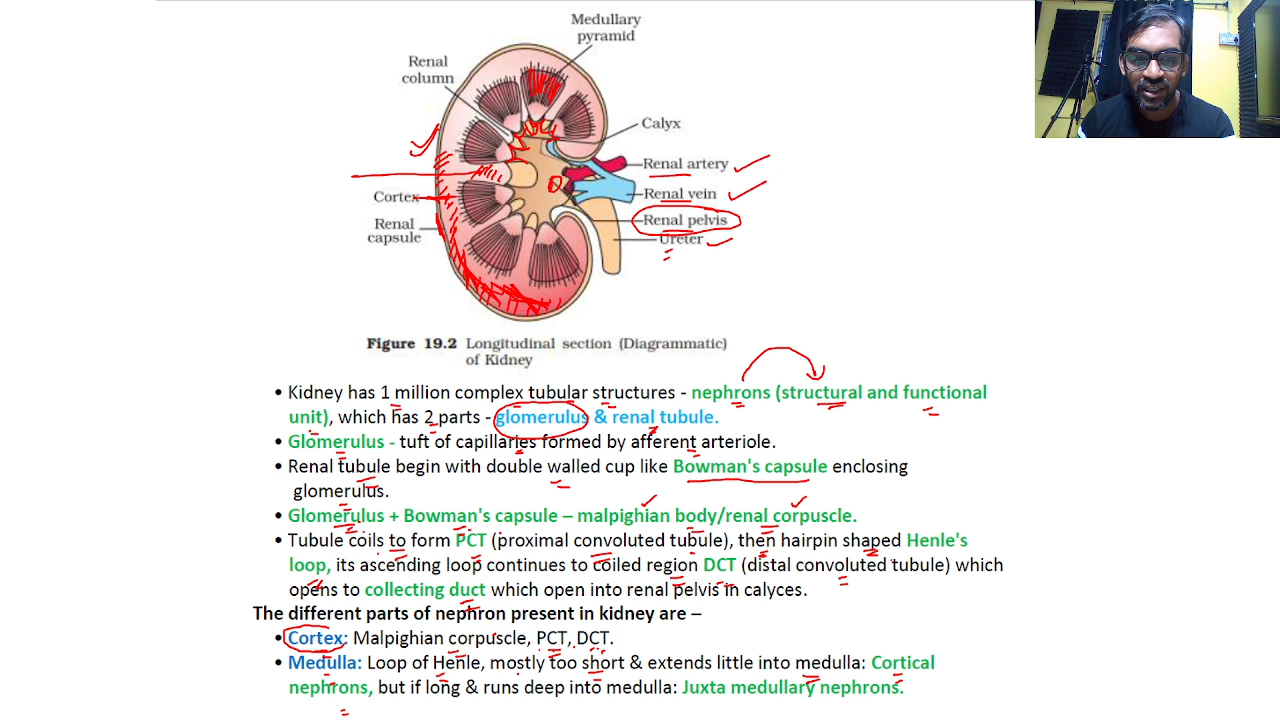 Medullary
pyramid
Renal
column
Calyx
Renal artery
Renal vein
Cortex
Renal pelvis
Renal
capsule
Ureter
Figure 19.2 Longitudinal section (Diagrammatic)
of Kidney
• Kidney has 1 million complex tubular structures - nephrons (structural and functional
unit), which has 2 parts - glomerulus & renal tubule.
• Glomerulus - tuft of capillaries formed by afferent arteriole.
• Renal tubule begin with double walled cup like Bowman's capsule enclosing
glomerulus.
• Glomerulus + Bowman's capsule – malpighian body/renal corpuscle.
• Tubule coils to form PCT (proximal convoluted tubule), then hairpin shaped Henle's
loop, its ascending loop continues to coiled region DCT (distal convoluted tubule) which
opens to collecting duct which open into renal pelvis in calyces.
The different parts of nephron present in kidney are –
• Cortex: Malpighian corpuscle, PCT, DCT.
• Medulla: Loop of Henle, mostly too short & extends little into medulla: Cortical
nephrons, but if long & runs deep into medulla: Juxta medullary nephrons.